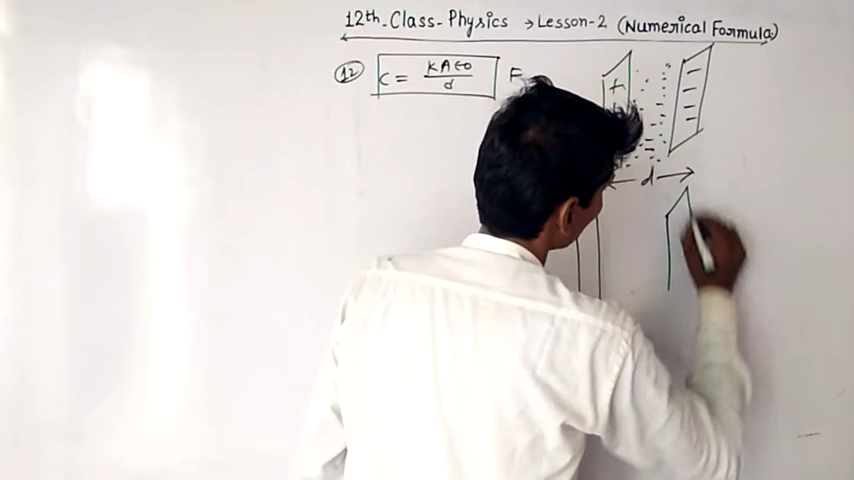 12th-Class-Physics → Lesson-2 (Numerical Formula)
12 C = KAϵ0/d F
+
d